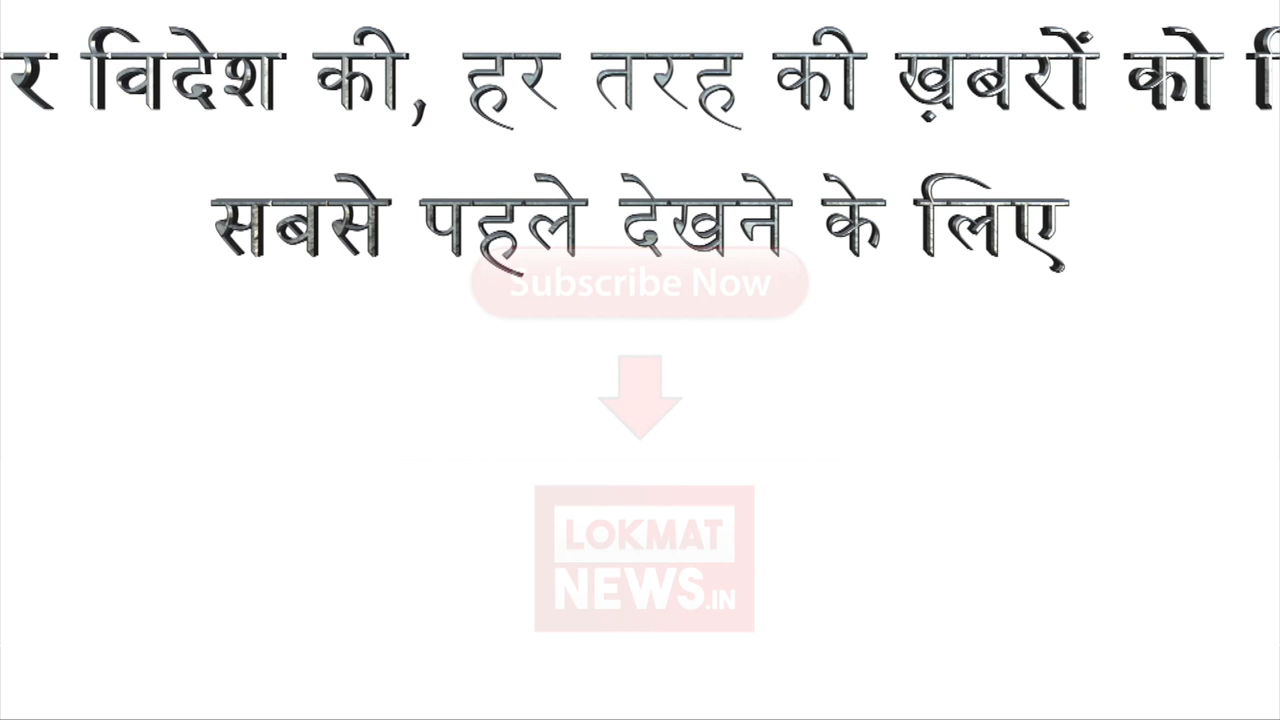 र विदेश की, हर तरह की ख़बरों को
सबसे पहले देखने के लिए
Subscribe Now
LOKMAT
NEWS.IN